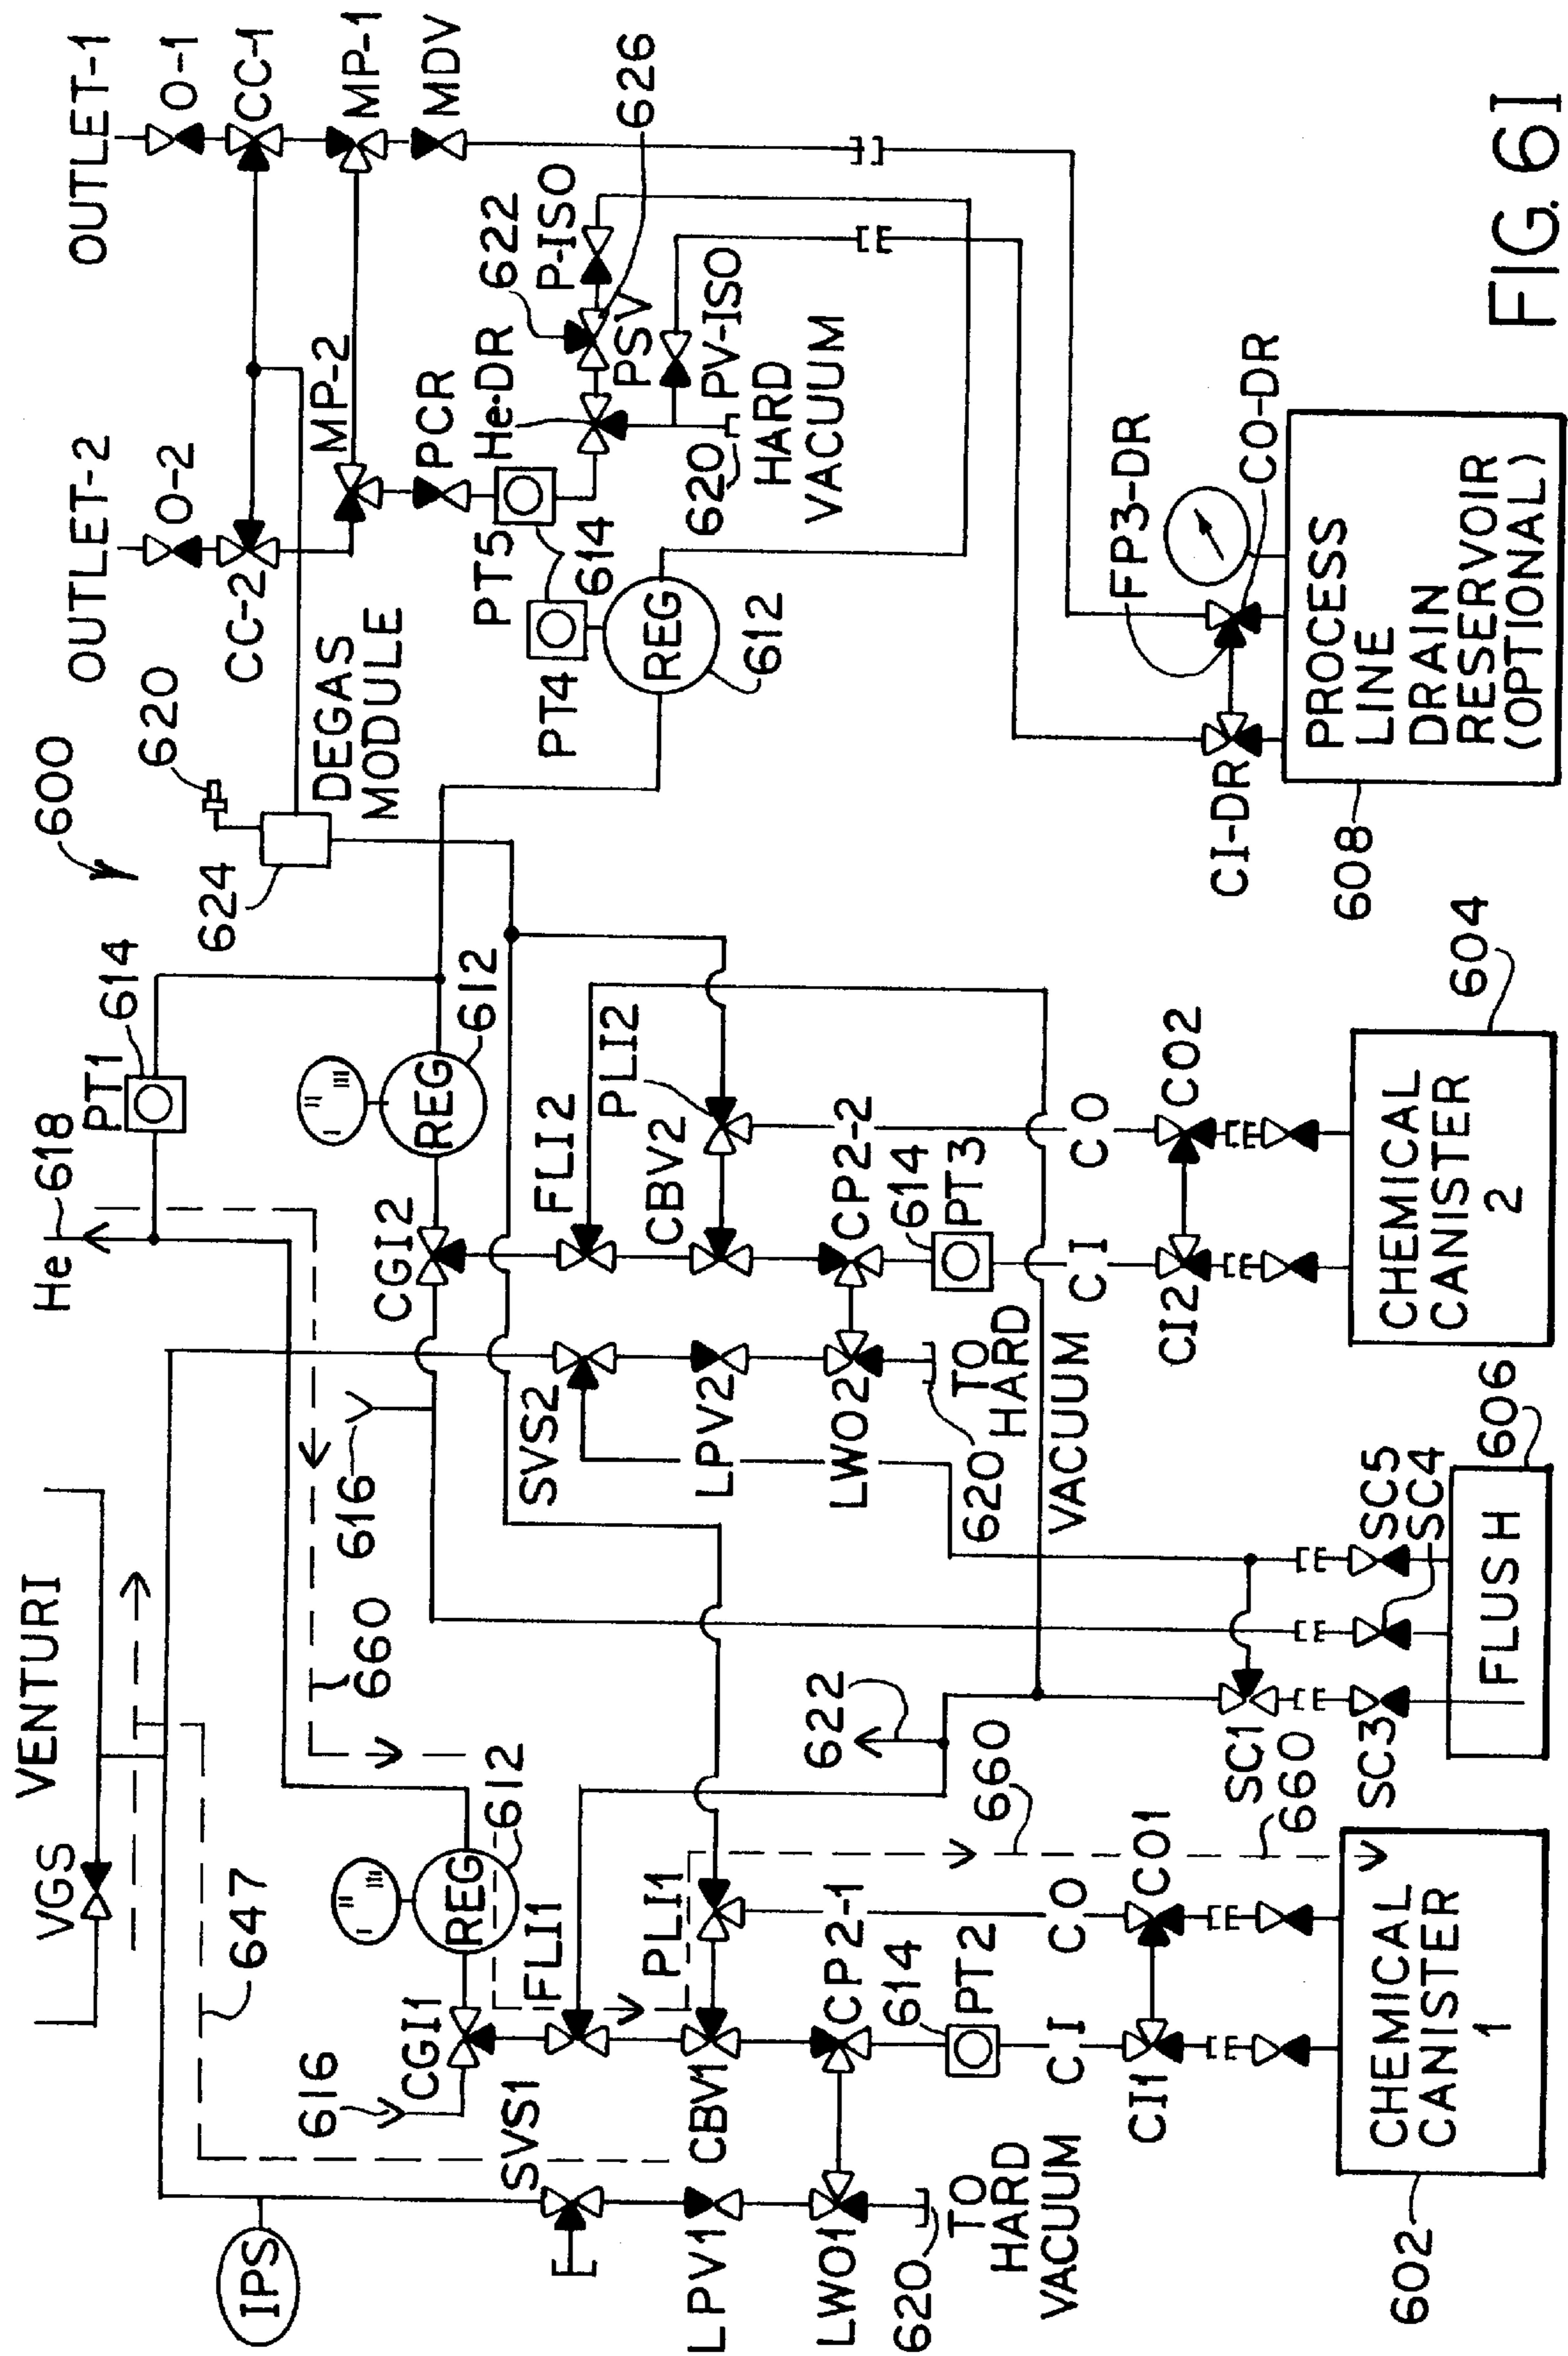 OUTLET-1
O-1
CC-1
MP-1
MDV
626
P-ISO
622
PSV
PV-ISO
He-DR
620
HARD
VACUUM
OUTLET-2
O-2
CC-2
MP-2
PCR
PT5
614
PT4
REG
612
DEGAS
MODULE
620
624
600
FP3-DR
CO-DR
CI-DR
PROCESS
LINE
DRAIN
RESERVOIR
(OPTIONAL)
608
FIG. 6I
He
618
PT1
614
REG
612
CGI2
FLI2
PLI2
CBV2
CP2-2
614
PT3
CO
CI
CO2
CI2
CHEMICAL
CANISTER
2
604
SVS2
LPV2
LWO2
620
TO
HARD
VACUUM
616
660
VENTURI
VGS
647
REG
612
CGI1
616
FLI1
PLI1
CBV1
CP2-1
614
PT2
CO
CI
CO1
CI1
CHEMICAL
CANISTER
1
602
622
660
660
SC1
SC3
SC5
SC4
FLUSH
606
IPS
SVS1
LPV1
LWO1
620
TO
HARD
VACUUM